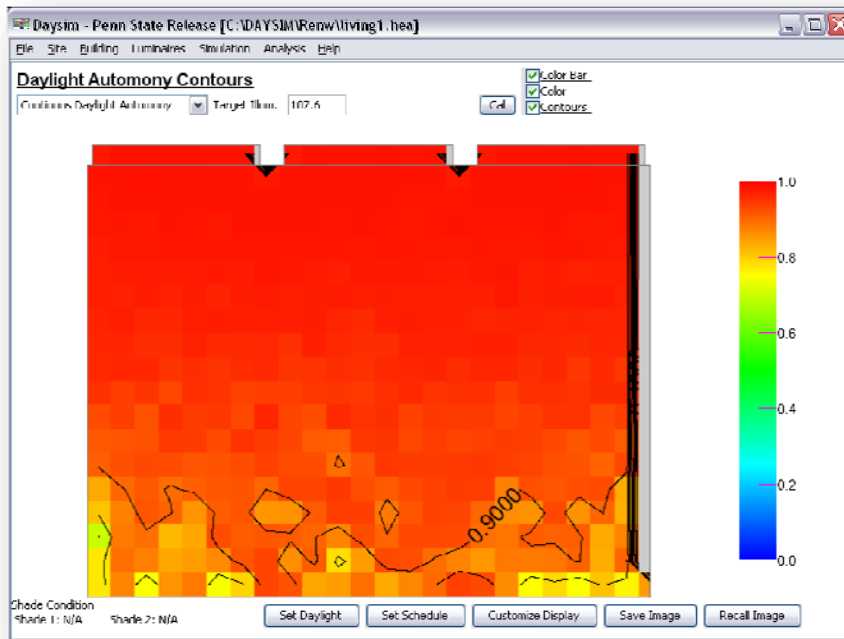 Daysim - Penn State Release [C:\DAYSIM\Renw\living1.hea]
File Site Building Luminaires Simulation Analysis Help
Daylight Automony Contours
Continuous Daylight Automony Target Illum. 107.6 Cal
Color Bar
Color
Contours
1.0
0.8
0.6
0.4
0.2
0.0
0.9000
Shade Condition
Shade 1: N/A Shade 2: N/A
Set Daylight Set Schedule Customize Display Save Image Recall Image